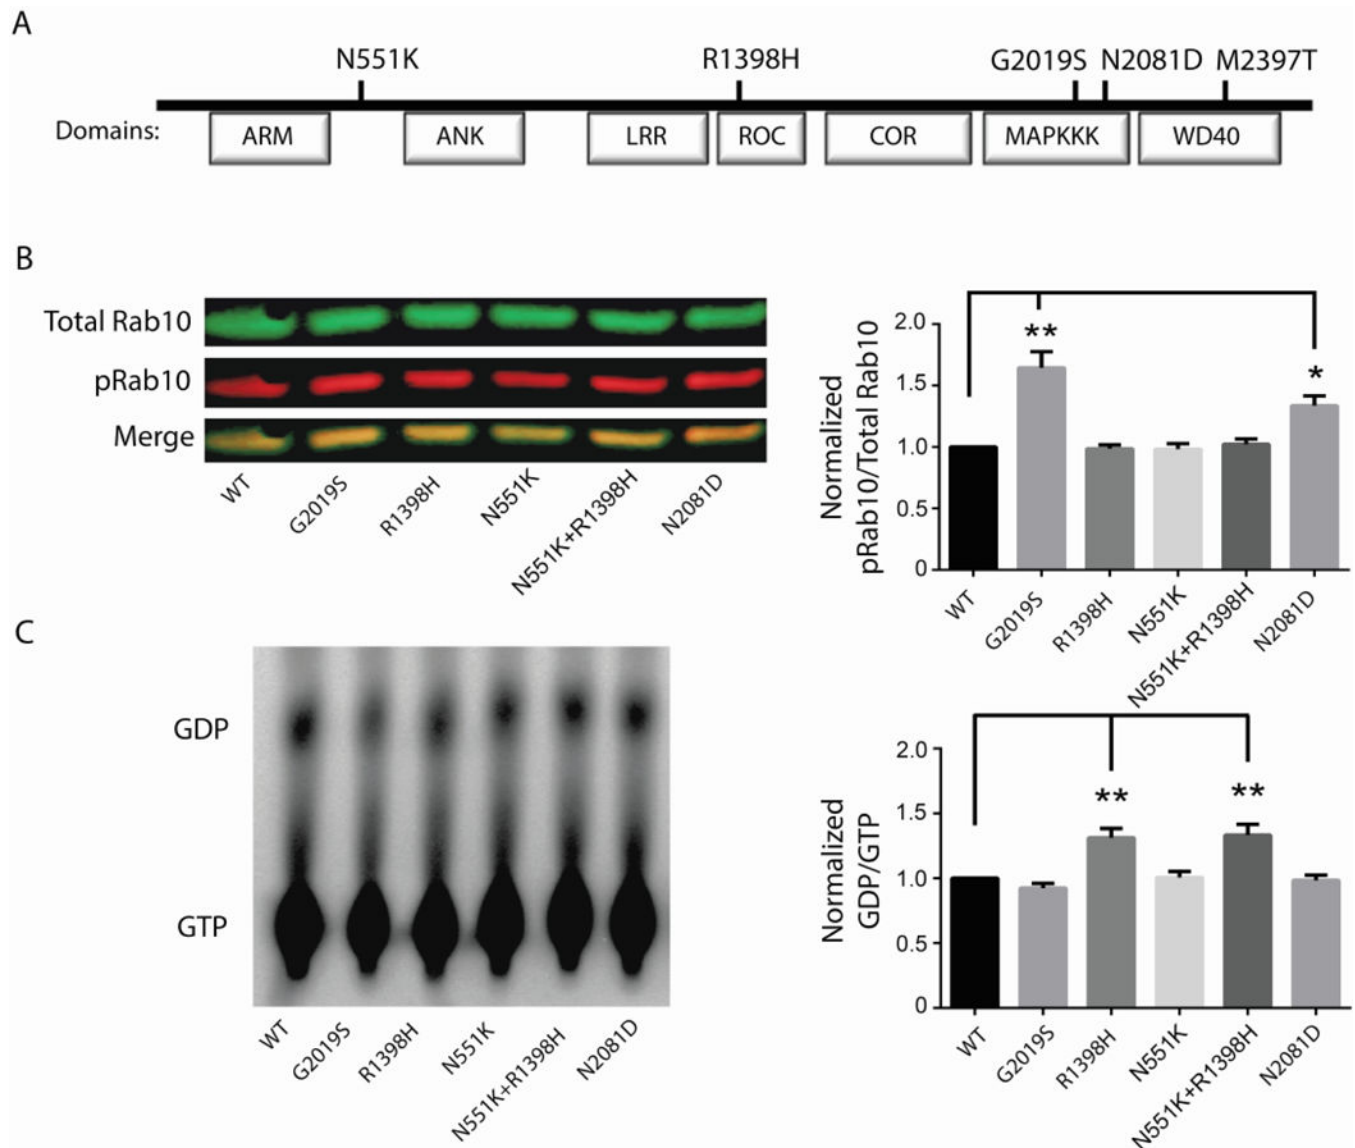 A
N551K R1398H G2019S N2081D M2397T
Domains: ARM ANK LRR ROC COR MAPKKK WD40
B
Total Rab10
pRab10
Merge
WT G2019S R1398H N551K N551K+R1398H N2081D
Normalized
pRab10/Total Rab10
2.0
1.5
1.0
0.5
0
** *
WT G2019S R1398H N551K N551K+R1398H N2081D
C
GDP
GTP
WT G2019S R1398H N551K N551K+R1398H N2081D
Normalized
GDP/GTP
2.0
1.5
1.0
0.5
0
** **
WT G2019S R1398H N551K N551K+R1398H N2081D